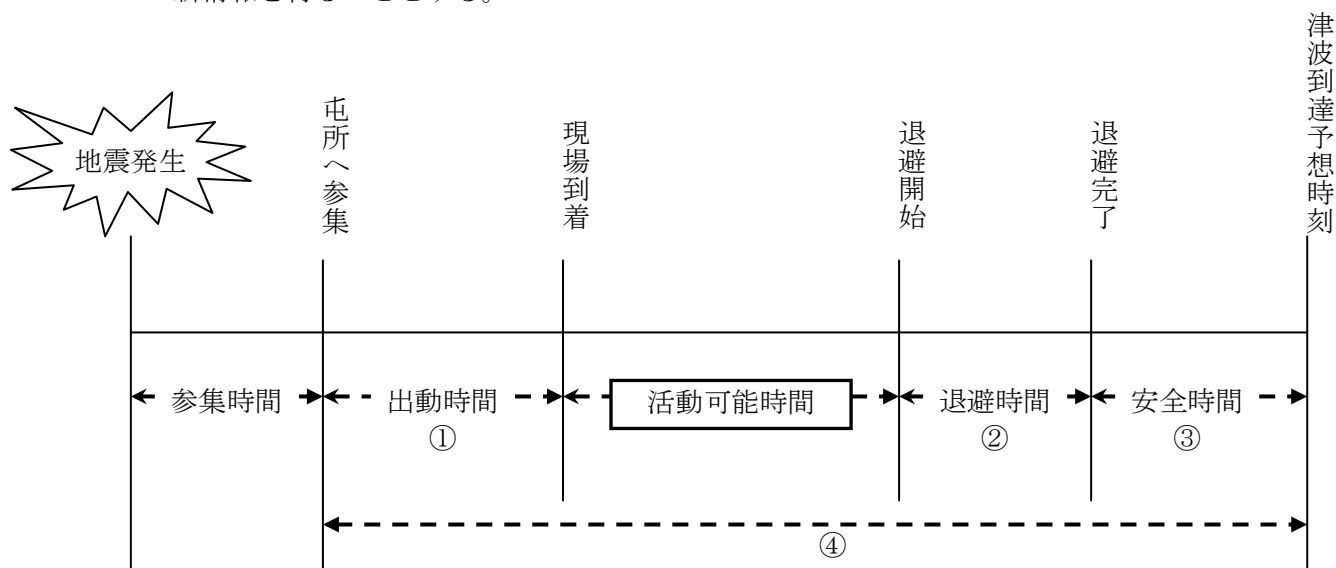 地震発生
屯所へ参集
現場到着
退避開始
退避完了
津波到達予想時刻
参集時間
出動時間
①
活動可能時間
退避時間
②
安全時間
③
④